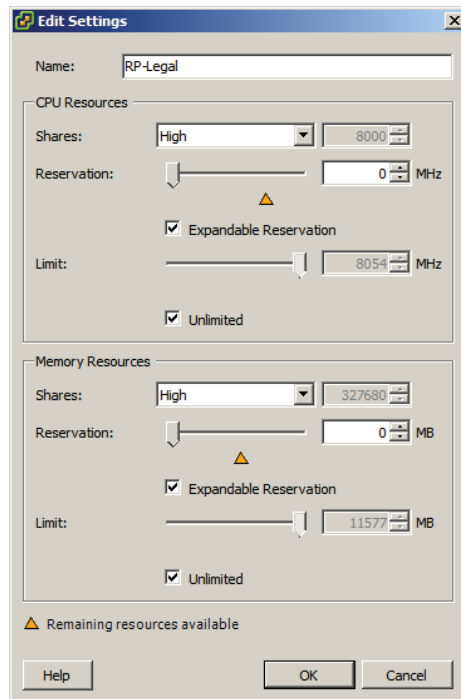 Edit Settings
Name: RP-Legal
CPU Resources
Shares: High 8000
Reservation: 0 MHz
Expandable Reservation
Limit: 8054 MHz
Unlimited
Memory Resources
Shares: High 327680
Reservation: 0 MB
Expandable Reservation
Limit: 11577 MB
Unlimited
Remaining resources available
Help OK Cancel